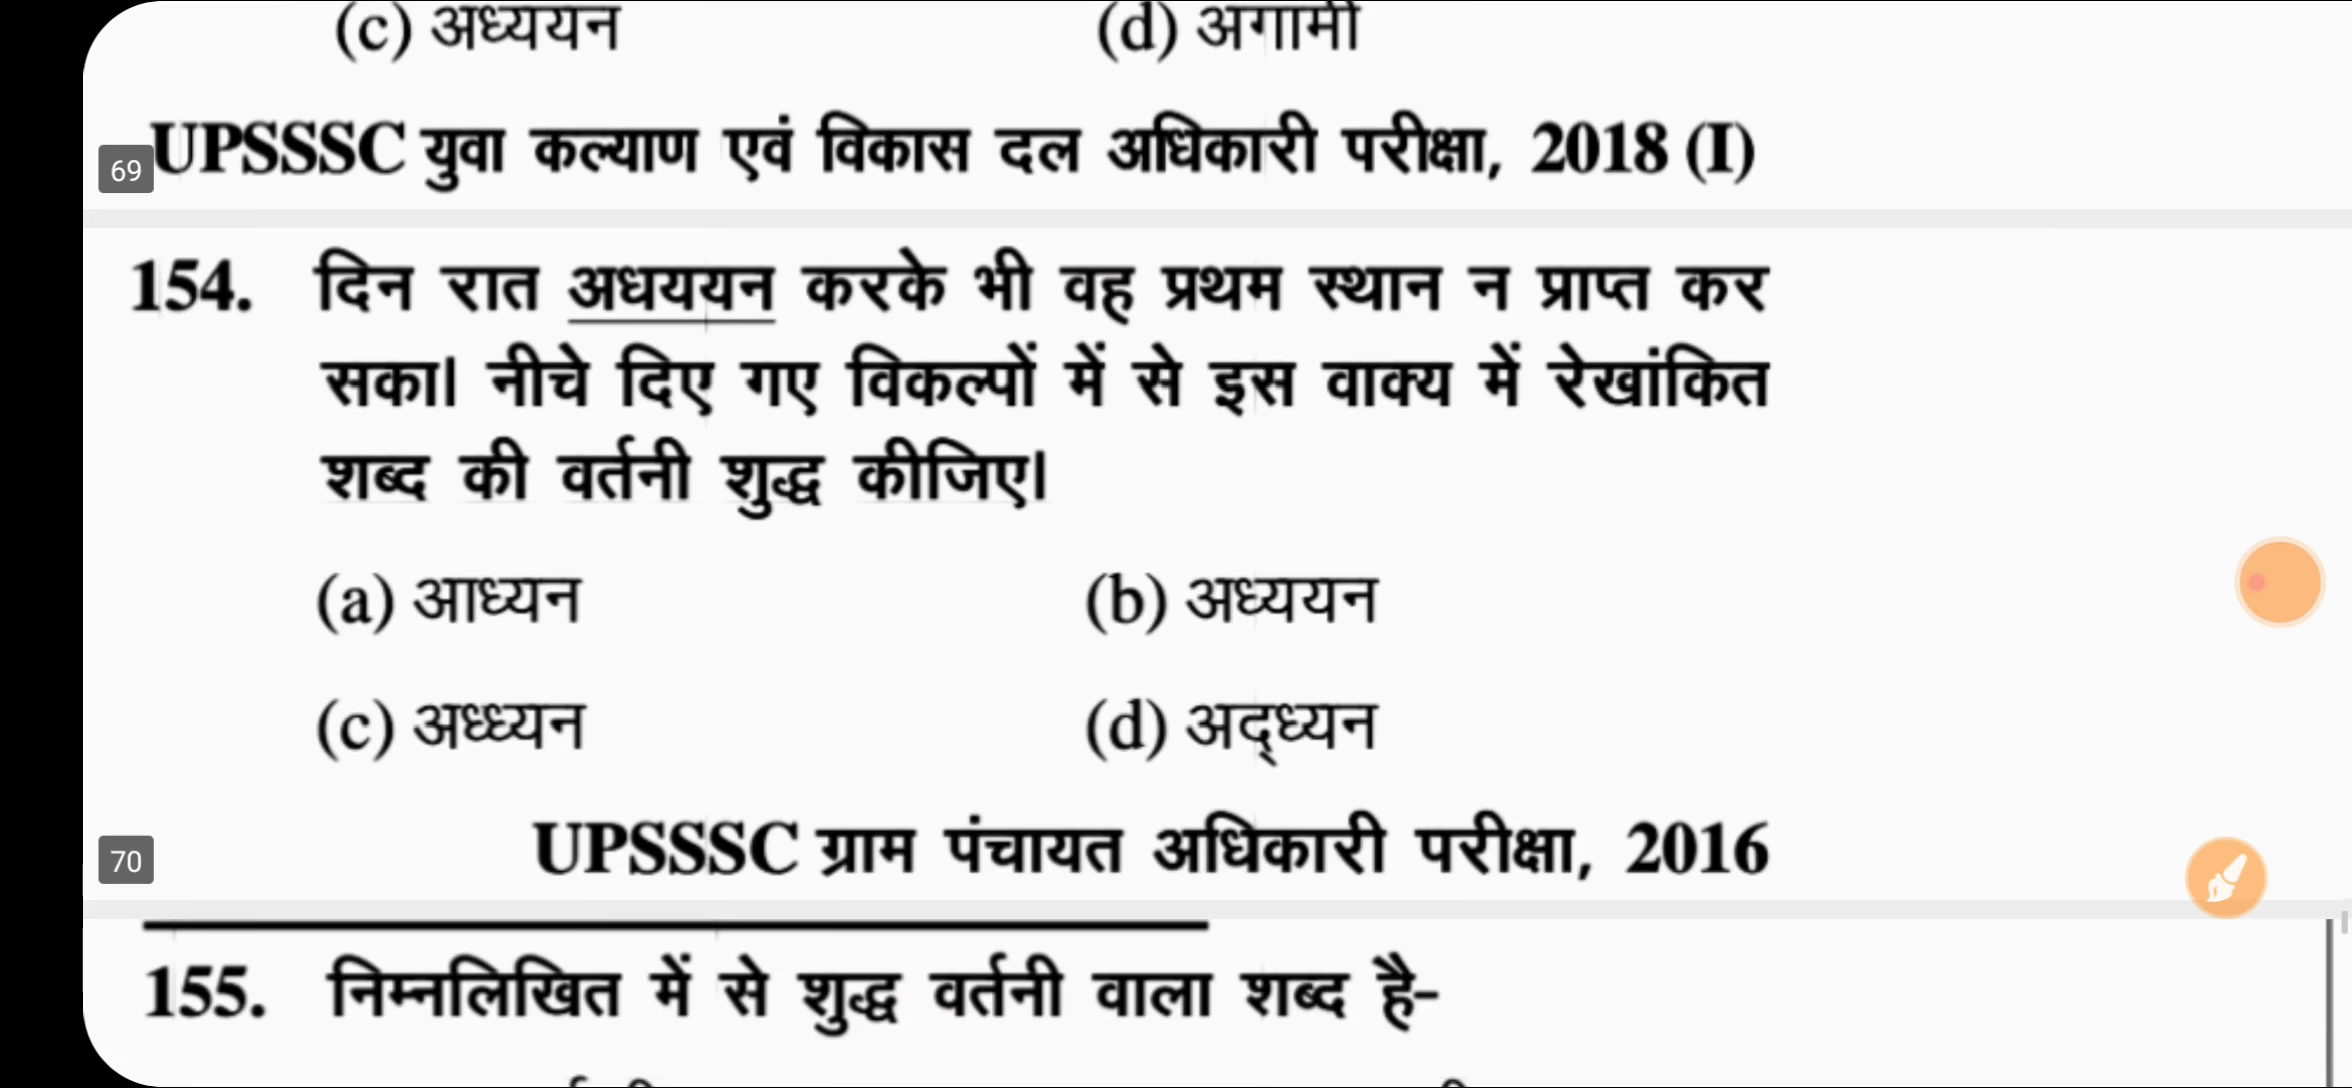 (c) अध्ययन (d) अगामी
UPSSSC युवा कल्याण एवं विकास दल अधिकारी परीक्षा, 2018 (I)
69
154. दिन रात अधययन करके भी वह प्रथम स्थान न प्राप्त कर
सका। नीचे दिए गए विकल्पों में से इस वाक्य में रेखांकित
शब्द की वर्तनी शुद्ध कीजिए।
(a) आध्यन (b) अध्ययन
(c) अध्ध्यन (d) अद्ध्यन
UPSSSC ग्राम पंचायत अधिकारी परीक्षा, 2016
70
155. निम्नलिखित में से शुद्ध वर्तनी वाला शब्द है-